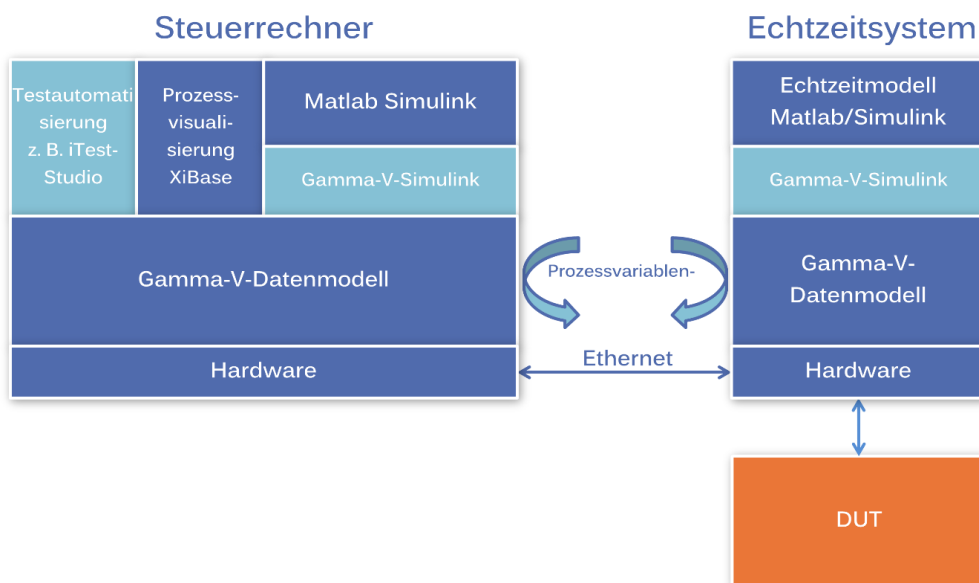 Steuerrechner
Echtzeitsystem
Testautomati
sierung
z. B. iTest-
Studio
Prozess-
visuali-
sierung
XiBase
Matlab Simulink
Gamma-V-Simulink
Gamma-V-Datenmodell
Hardware
Prozessvariablen-
Ethernet
Echtzeitmodell
Matlab/Simulink
Gamma-V-Simulink
Gamma-V-
Datenmodell
Hardware
DUT